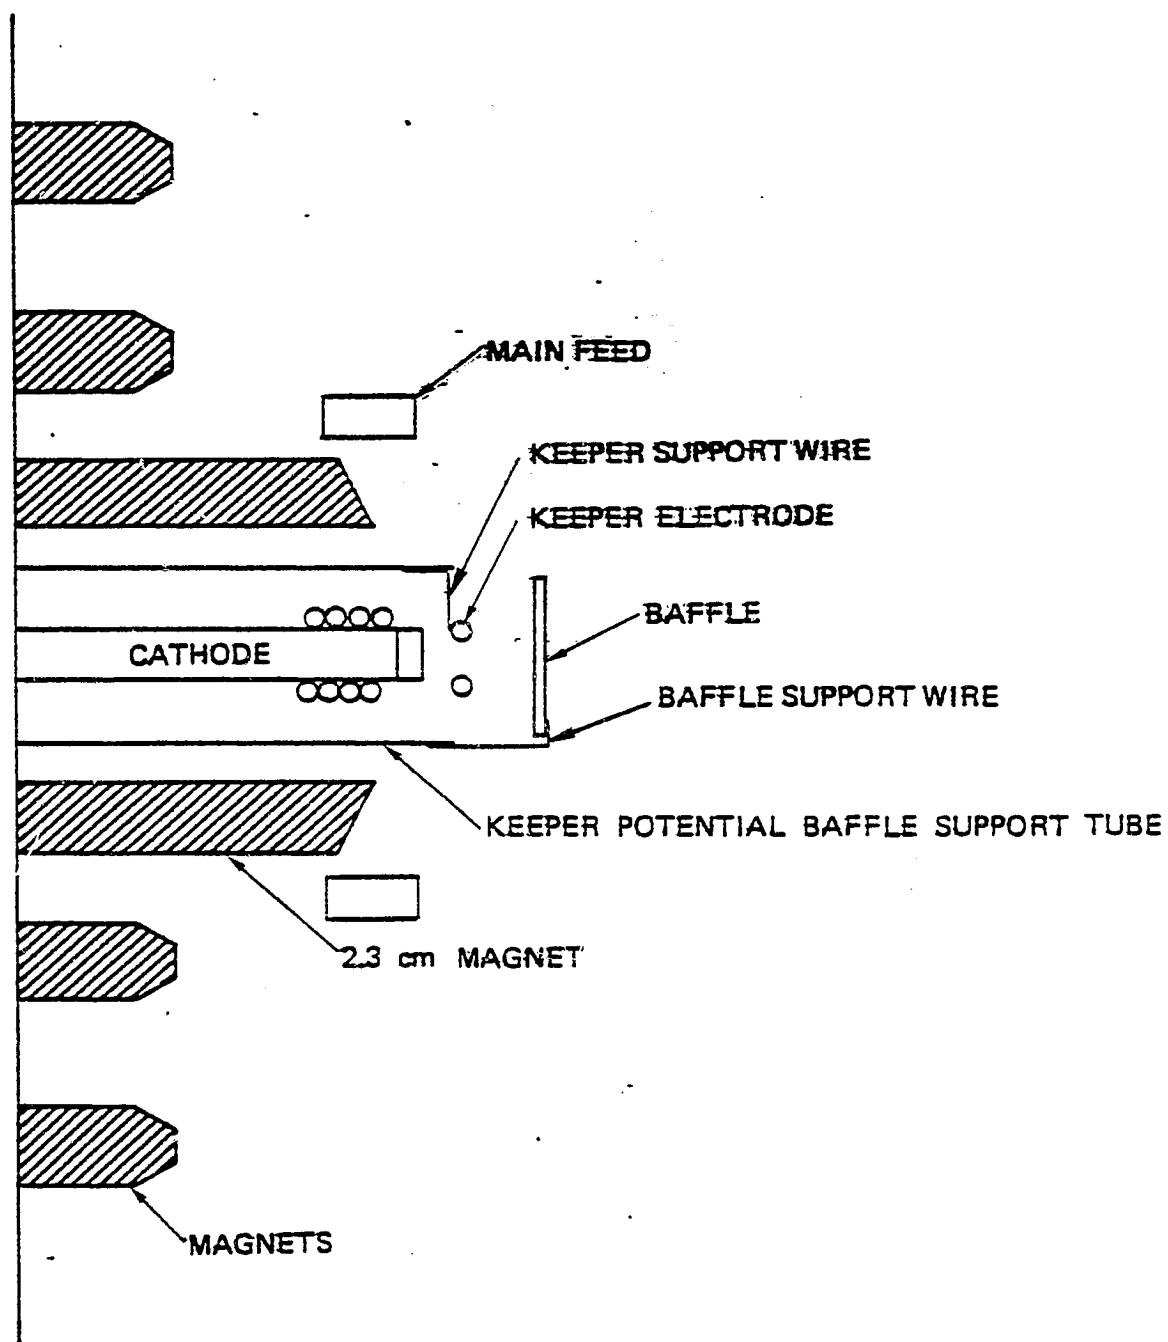 MAIN FEED
KEEPER SUPPORT WIRE
KEEPER ELECTRODE
BAFFLE
CATHODE
BAFFLE SUPPORT WIRE
KEEPER POTENTIAL BAFFLE SUPPORT TUBE
2.3 cm MAGNET
MAGNETS